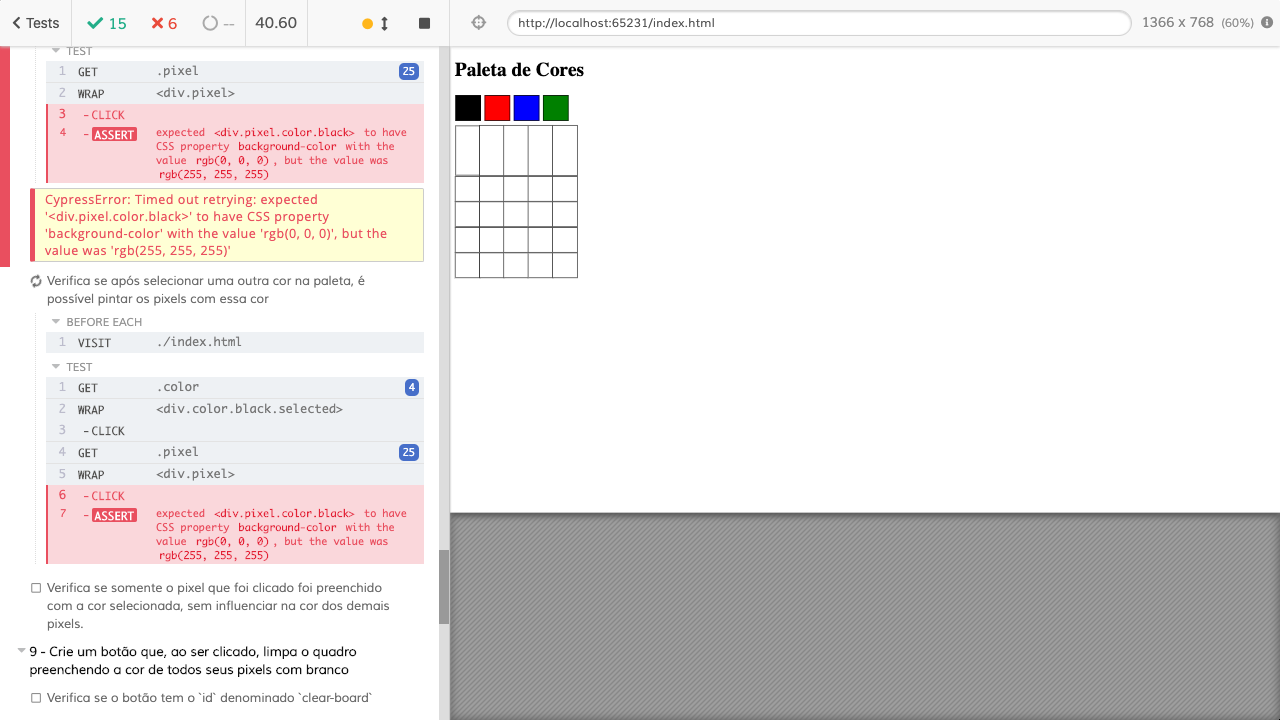 Tests 15 6 -- 40.60
http://localhost:65231/index.html 1366 x 768 (60%)
TEST
1 GET .pixel 25
2 WRAP <div.pixel>
3 -CLICK
4 -ASSERT expected <div.pixel.color.black> to have
CSS property background-color with the
value rgb(0, 0, 0), but the value was
rgb(255, 255, 255)
CypressError: Timed out retrying: expected
'<div.pixel.color.black>' to have CSS property
'background-color' with the value 'rgb(0, 0, 0)', but the
value was 'rgb(255, 255, 255)'
Verifica se após selecionar uma outra cor na paleta, é
possível pintar os pixels com essa cor
BEFORE EACH
1 VISIT ./index.html
TEST
1 GET .color 4
2 WRAP <div.color.black.selected>
3 -CLICK
4 GET .pixel 25
5 WRAP <div.pixel>
6 -CLICK
7 -ASSERT expected <div.pixel.color.black> to have
CSS property background-color with the
value rgb(0, 0, 0), but the value was
rgb(255, 255, 255)
Verifica se somente o pixel que foi clicado foi preenchido
com a cor selecionada, sem influenciar na cor dos demais
pixels.
9 - Crie um botão que, ao ser clicado, limpa o quadro
preenchendo a cor de todos seus pixels com branco
Verifica se o botão tem o `id` denominado `clear-board`
Paleta de Cores